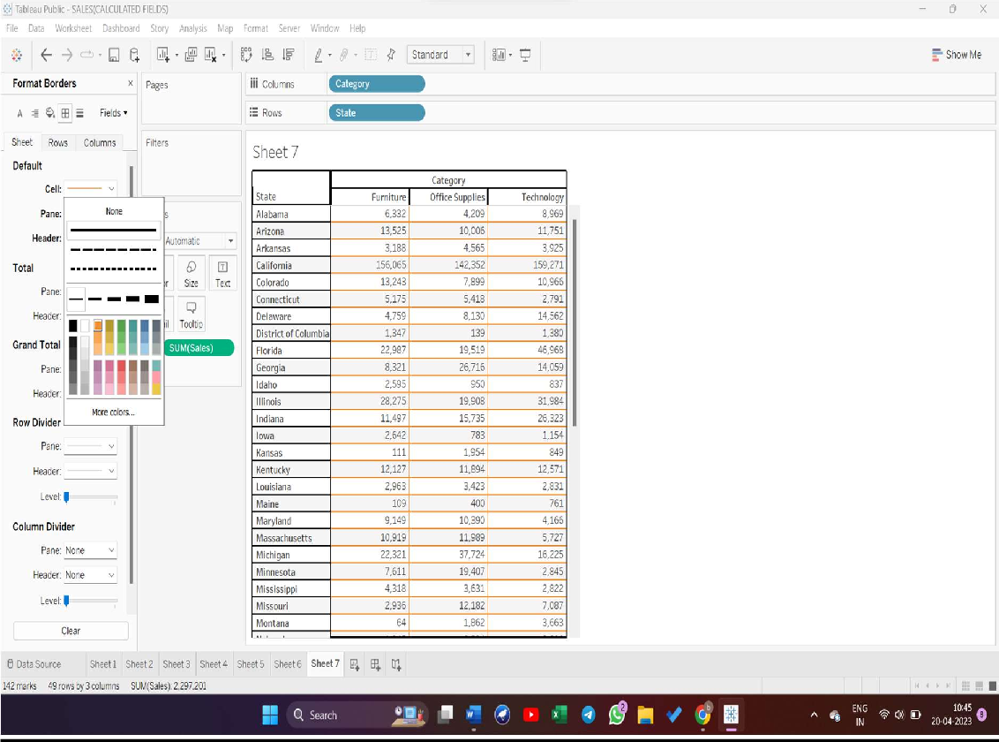 Tableau Public - SALES(CALCULATED FIELDS)
File Data Worksheet Dashboard Story Analysis Map Format Server Window Help
Standard
Show Me
Format Borders x
Fields
Sheet Rows Columns
Default
Cell:
Pane:
Header:
Total
Pane:
Header:
Grand Total
Pane:
Header:
Row Divider
Pane:
Header:
Level:
Column Divider
Pane: None
Header: None
Level:
Clear
None
More colors...
Pages
Filters
Automatic
Size Text
Tooltip
SUM(Sales)
Columns Category
Rows State
Sheet 7
Category
State Furniture Office Supplies Technology
Alabama 6,332 4,209 8,969
Arizona 13,525 10,006 11,751
Arkansas 3,188 4,565 3,925
California 156,065 142,352 159,271
Colorado 13,243 7,899 10,966
Connecticut 5,175 5,418 2,791
Delaware 4,759 8,130 14,562
District of Columbia 1,347 139 1,380
Florida 22,987 19,519 46,968
Georgia 8,321 26,716 14,059
Idaho 2,595 950 837
Illinois 28,275 19,908 31,984
Indiana 11,497 15,735 26,323
Iowa 2,642 783 1,154
Kansas 111 1,954 849
Kentucky 12,127 11,894 12,571
Louisiana 2,963 3,423 2,831
Maine 109 400 761
Maryland 9,149 10,390 4,166
Massachusetts 10,919 11,989 5,727
Michigan 22,321 37,724 16,225
Minnesota 7,611 19,407 2,845
Mississippi 4,318 3,631 2,822
Missouri 2,936 12,182 7,087
Montana 64 1,862 3,663
Data Source Sheet 1 Sheet 2 Sheet 3 Sheet 4 Sheet 5 Sheet 6 Sheet 7
142 marks 49 rows by 3 columns SUM(Sales): 2,297,201
Search
2
ENG
IN
10:45
20-04-2023
9